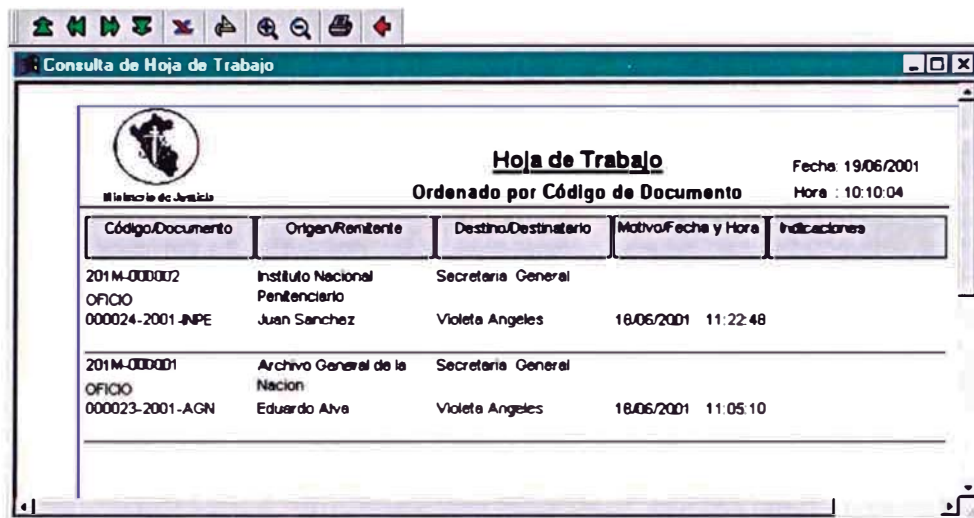 Consulta de Hoja de Trabajo
Hoja de Trabajo
Fecha: 19/06/2001
Ordenado por Código de Documento
Hora : 10:10:04
Ministerio de Justicia
Código/Documento Origen/Remitente Destino/Destinatario Motivo/Fecha y Hora Indicaciones
201M-000002 Instituto Nacional Secretaria General
OFICIO Penitenciario
000024-2001-INPE Juan Sanchez Violeta Angeles 18/06/2001 11:22:48
201M-000001 Archivo General de la Secretaria General
OFICIO Nacion
000023-2001-AGN Eduardo Alva Violeta Angeles 18/06/2001 11:05:10